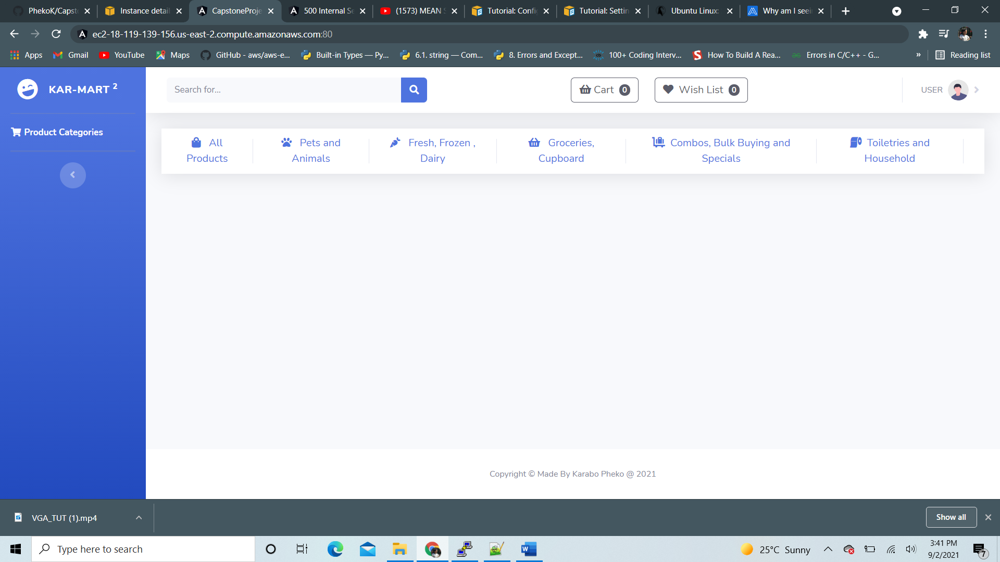 PhekoK/Capst
Instance detail
CapstoneProje
500 Internal Se
(1573) MEAN S
Tutorial: Confi
Tutorial: Settin
Ubuntu Linux:
Why am I seei
ec2-18-119-139-156.us-east-2.compute.amazonaws.com:80
Apps
Gmail
YouTube
Maps
GitHub - aws/aws-e...
Built-in Types — Py...
6.1. string — Com...
8. Errors and Except...
100+ Coding Interv...
How To Build A Rea...
Errors in C/C++ - G...
»
Reading list
KAR-MART 2
Search for...
Cart 0
Wish List 0
USER
Product Categories
All
Products
Pets and
Animals
Fresh, Frozen ,
Dairy
Groceries,
Cupboard
Combos, Bulk Buying and
Specials
Toiletries and
Household
Copyright © Made By Karabo Pheko @ 2021
VGA_TUT (1).mp4
Show all
Type here to search
25°C Sunny
3:41 PM
9/2/2021
7